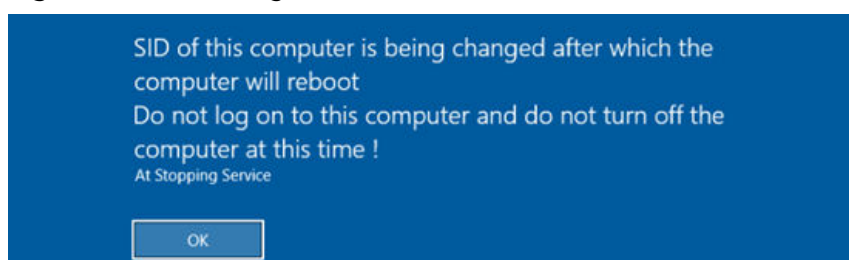 SID of this computer is being changed after which the
computer will reboot
Do not log on to this computer and do not turn off the
computer at this time !
At Stopping Service
OK